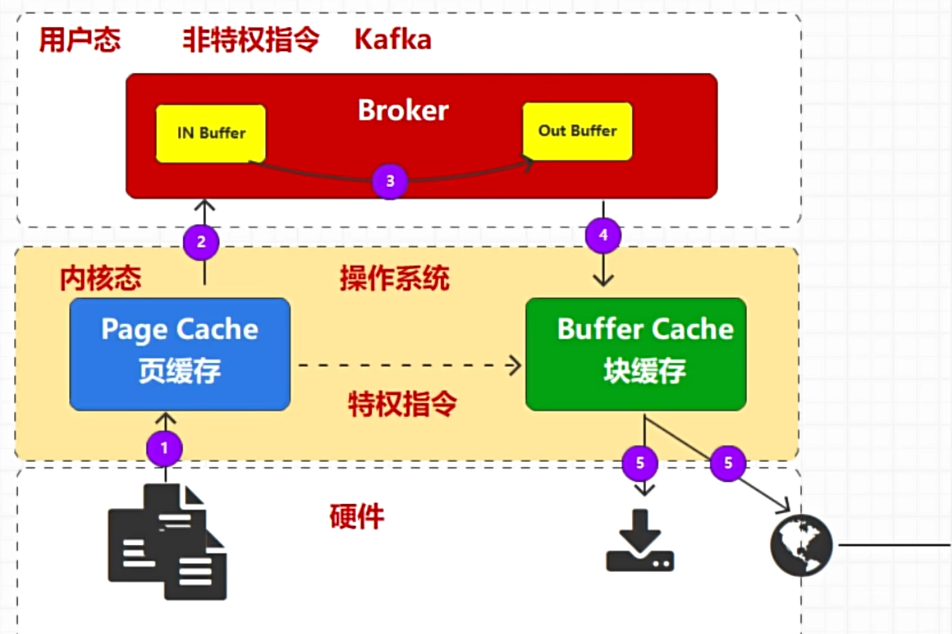 用户态 非特权指令 Kafka
Broker
IN Buffer
Out Buffer
3
2
4
内核态 操作系统
Page Cache
页缓存
Buffer Cache
块缓存
特权指令
1
5
5
硬件